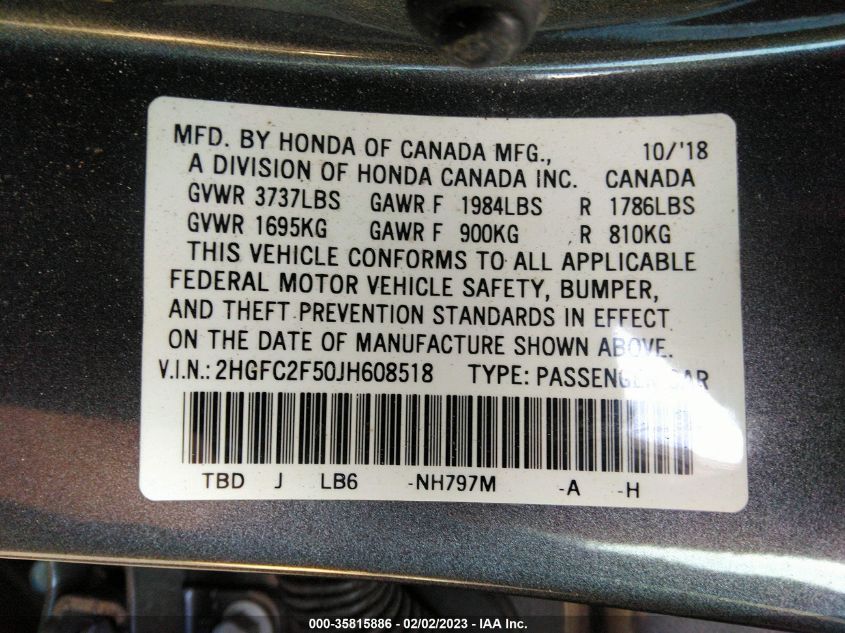 MFD. BY HONDA OF CANADA MFG., 10/'18
A DIVISION OF HONDA CANADA INC. CANADA
GVWR 3737LBS GAWR F 1984LBS R 1786LBS
GVWR 1695KG GAWR F 900KG R 810KG
THIS VEHICLE CONFORMS TO ALL APPLICABLE
FEDERAL MOTOR VEHICLE SAFETY, BUMPER,
AND THEFT PREVENTION STANDARDS IN EFFECT
ON THE DATE OF MANUFACTURE SHOWN ABOVE.
V.I.N.: 2HGFC2F50JH608518 TYPE: PASSENGER CAR
TBD J LB6 -NH797M -A -H
000-35815886 - 02/02/2023 - IAA Inc.